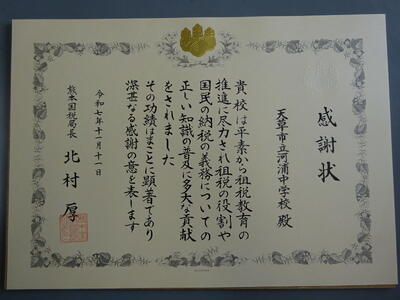 感謝状
天草市立河浦中学校 殿
貴校は平素から租税教育の
推進に尽力され租税の役割や
国民の納税の義務についての
正しい知識の普及に多大な貢献
をされました
その功績はまことに顕著であり
深甚なる感謝の意を表します
令和七年十一月十一日
熊本国税局長 北村 厚